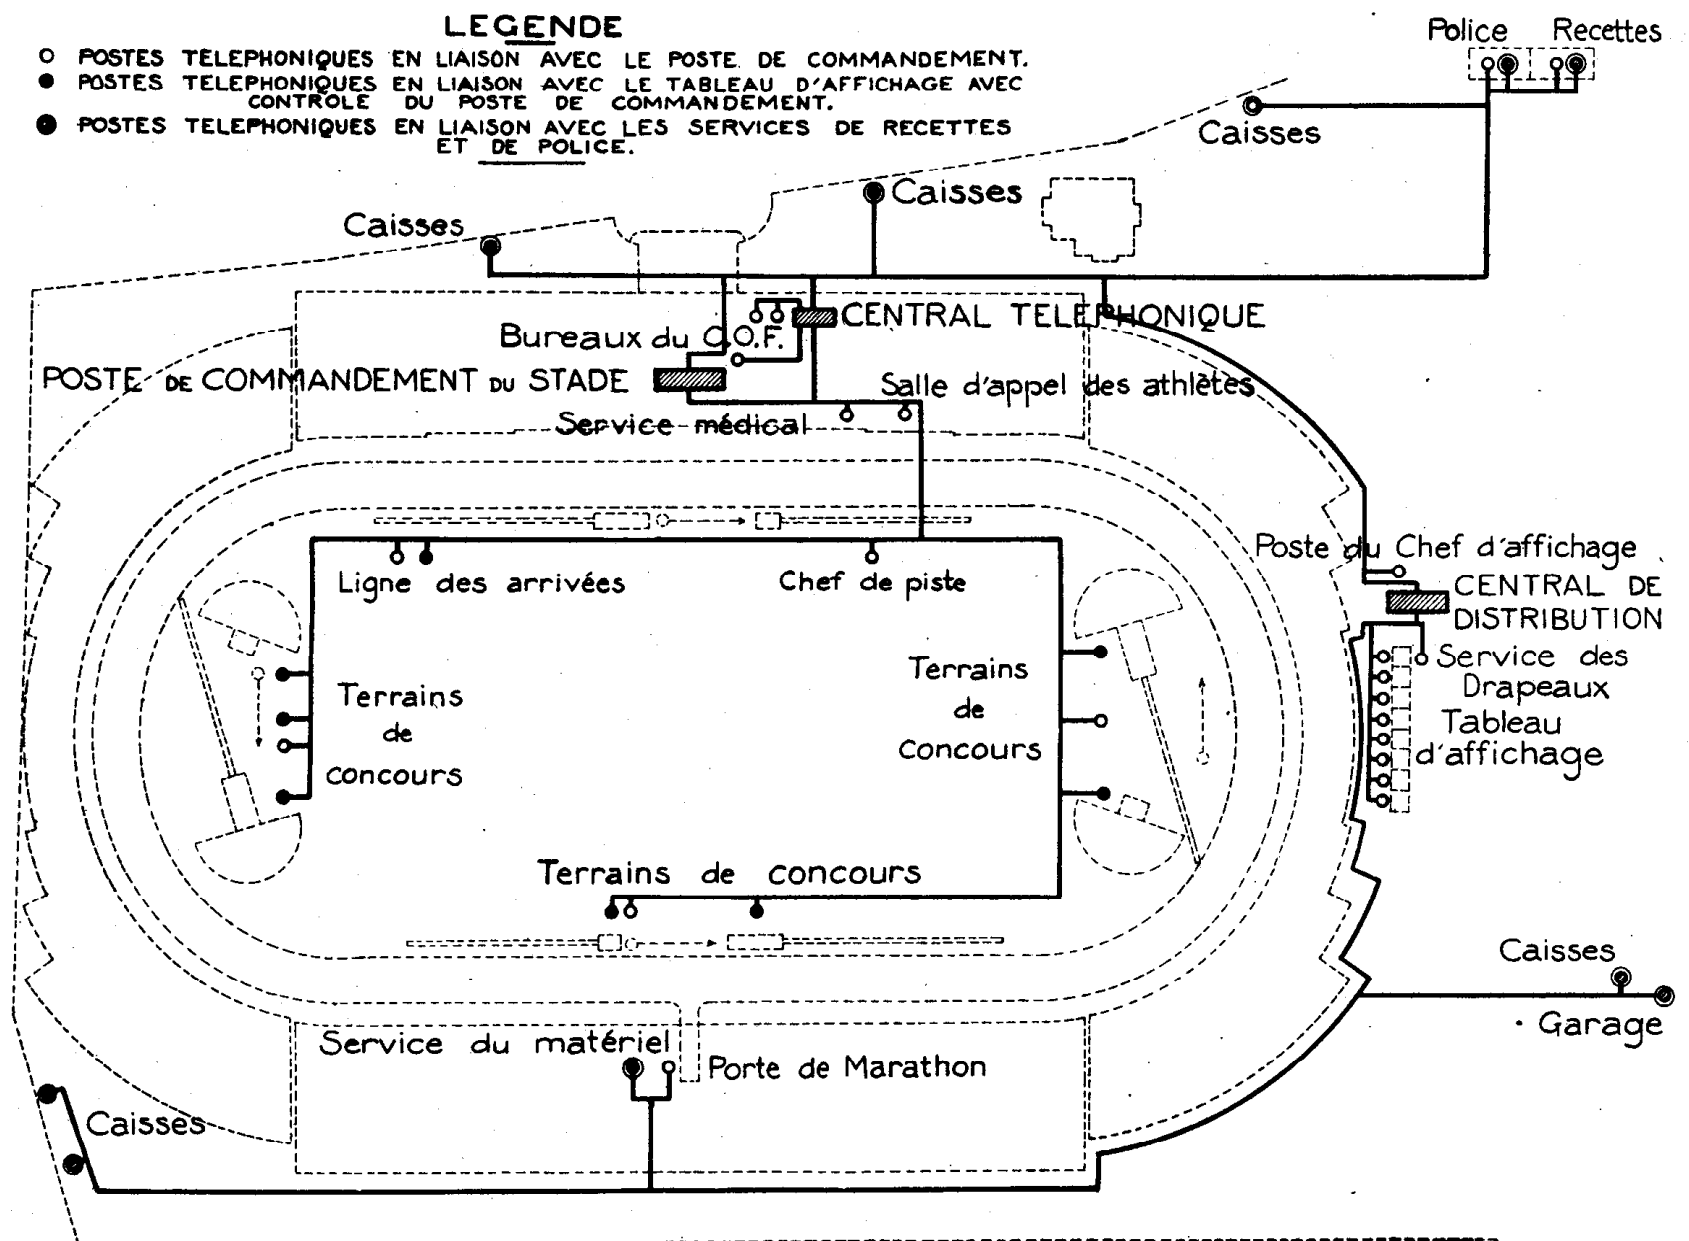 LEGENDE
POSTES TELEPHONIQUES EN LIAISON AVEC LE POSTE DE COMMANDEMENT.
POSTES TELEPHONIQUES EN LIAISON AVEC LE TABLEAU D'AFFICHAGE AVEC
CONTROLE DU POSTE DE COMMANDEMENT.
POSTES TELEPHONIQUES EN LIAISON AVEC LES SERVICES DE RECETTES
ET DE POLICE.
Police Recettes
Caisses
Caisses
Caisses
CENTRAL TELEPHONIQUE
Bureaux du C.O.F.
POSTE DE COMMANDEMENT DU STADE
Salle d'appel des athlètes
Service médical
Poste du Chef d'affichage
Ligne des arrivées
Chef de piste
CENTRAL DE
DISTRIBUTION
Service des
Drapeaux
Terrains
de
concours
Terrains
de
concours
Tableau
d'affichage
Terrains de concours
Caisses
Garage
Service du matériel
Porte de Marathon
Caisses